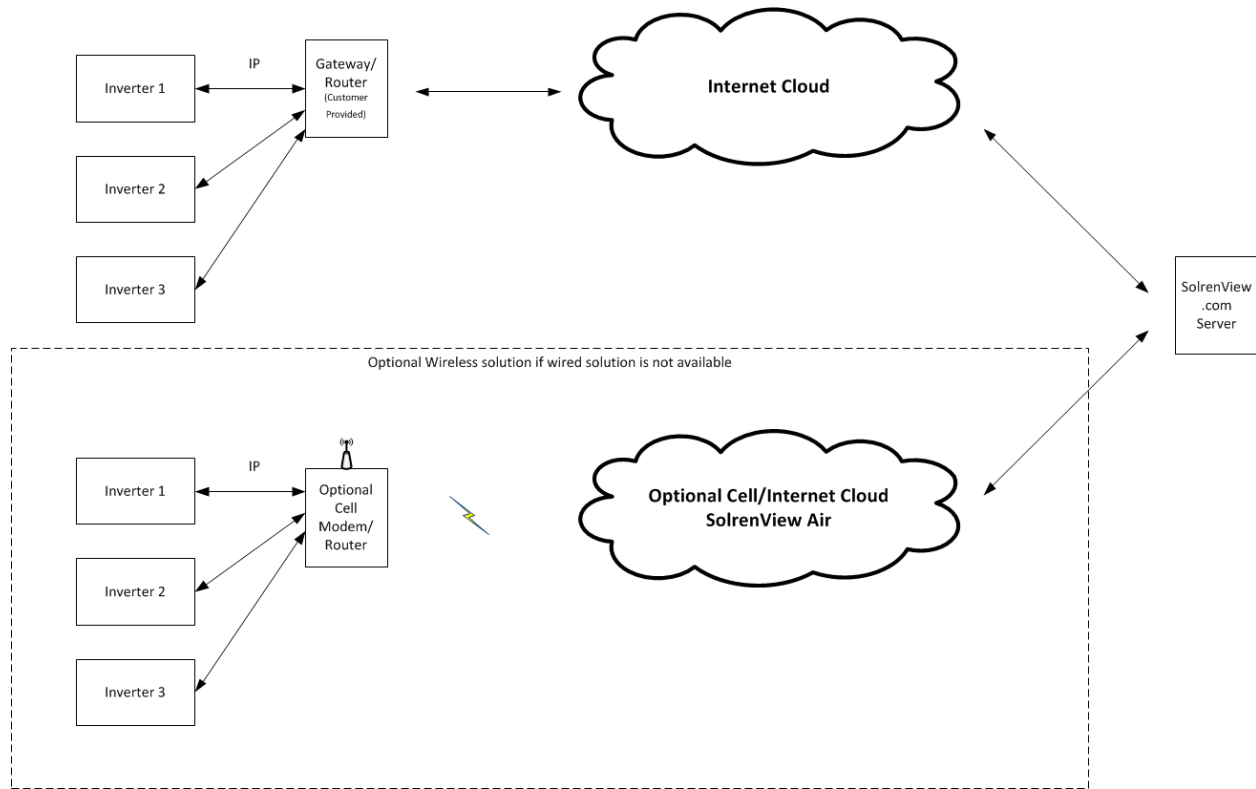 Inverter 1
IP
Gateway/
Router
(Customer
Provided)
Internet Cloud
Inverter 2
Inverter 3
SolrenView
.com
Server
Optional Wireless solution if wired solution is not available
Inverter 1
IP
Optional
Cell
Modem/
Router
Optional Cell/Internet Cloud
SolrenView Air
Inverter 2
Inverter 3